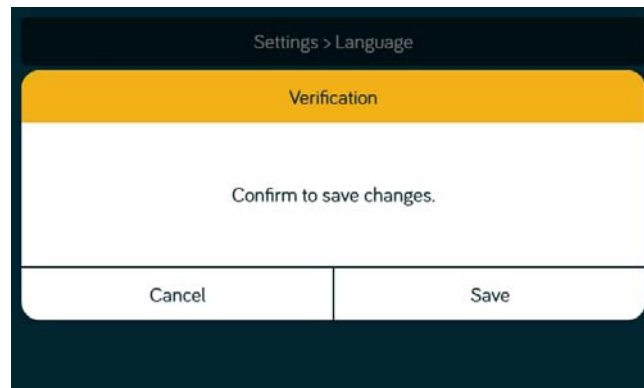 Settings > Language
Verification
Confirm to save changes.
Cancel
Save